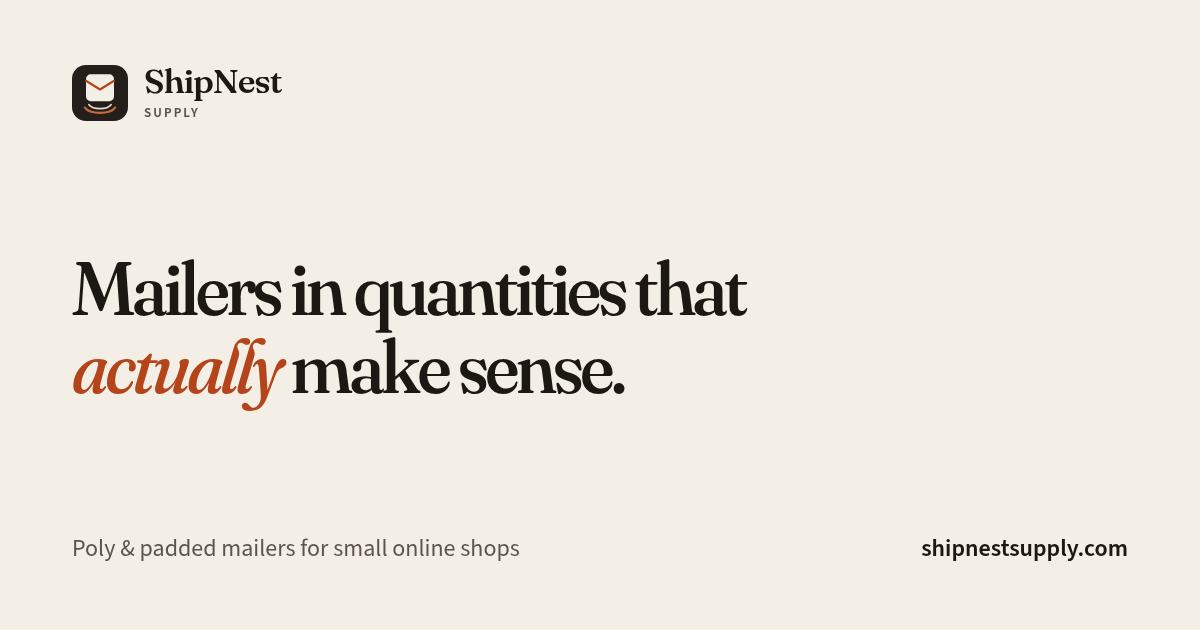 ShipNest
SUPPLY
Mailers in quantities that
actually make sense.
Poly & padded mailers for small online shops
shipnestsupply.com